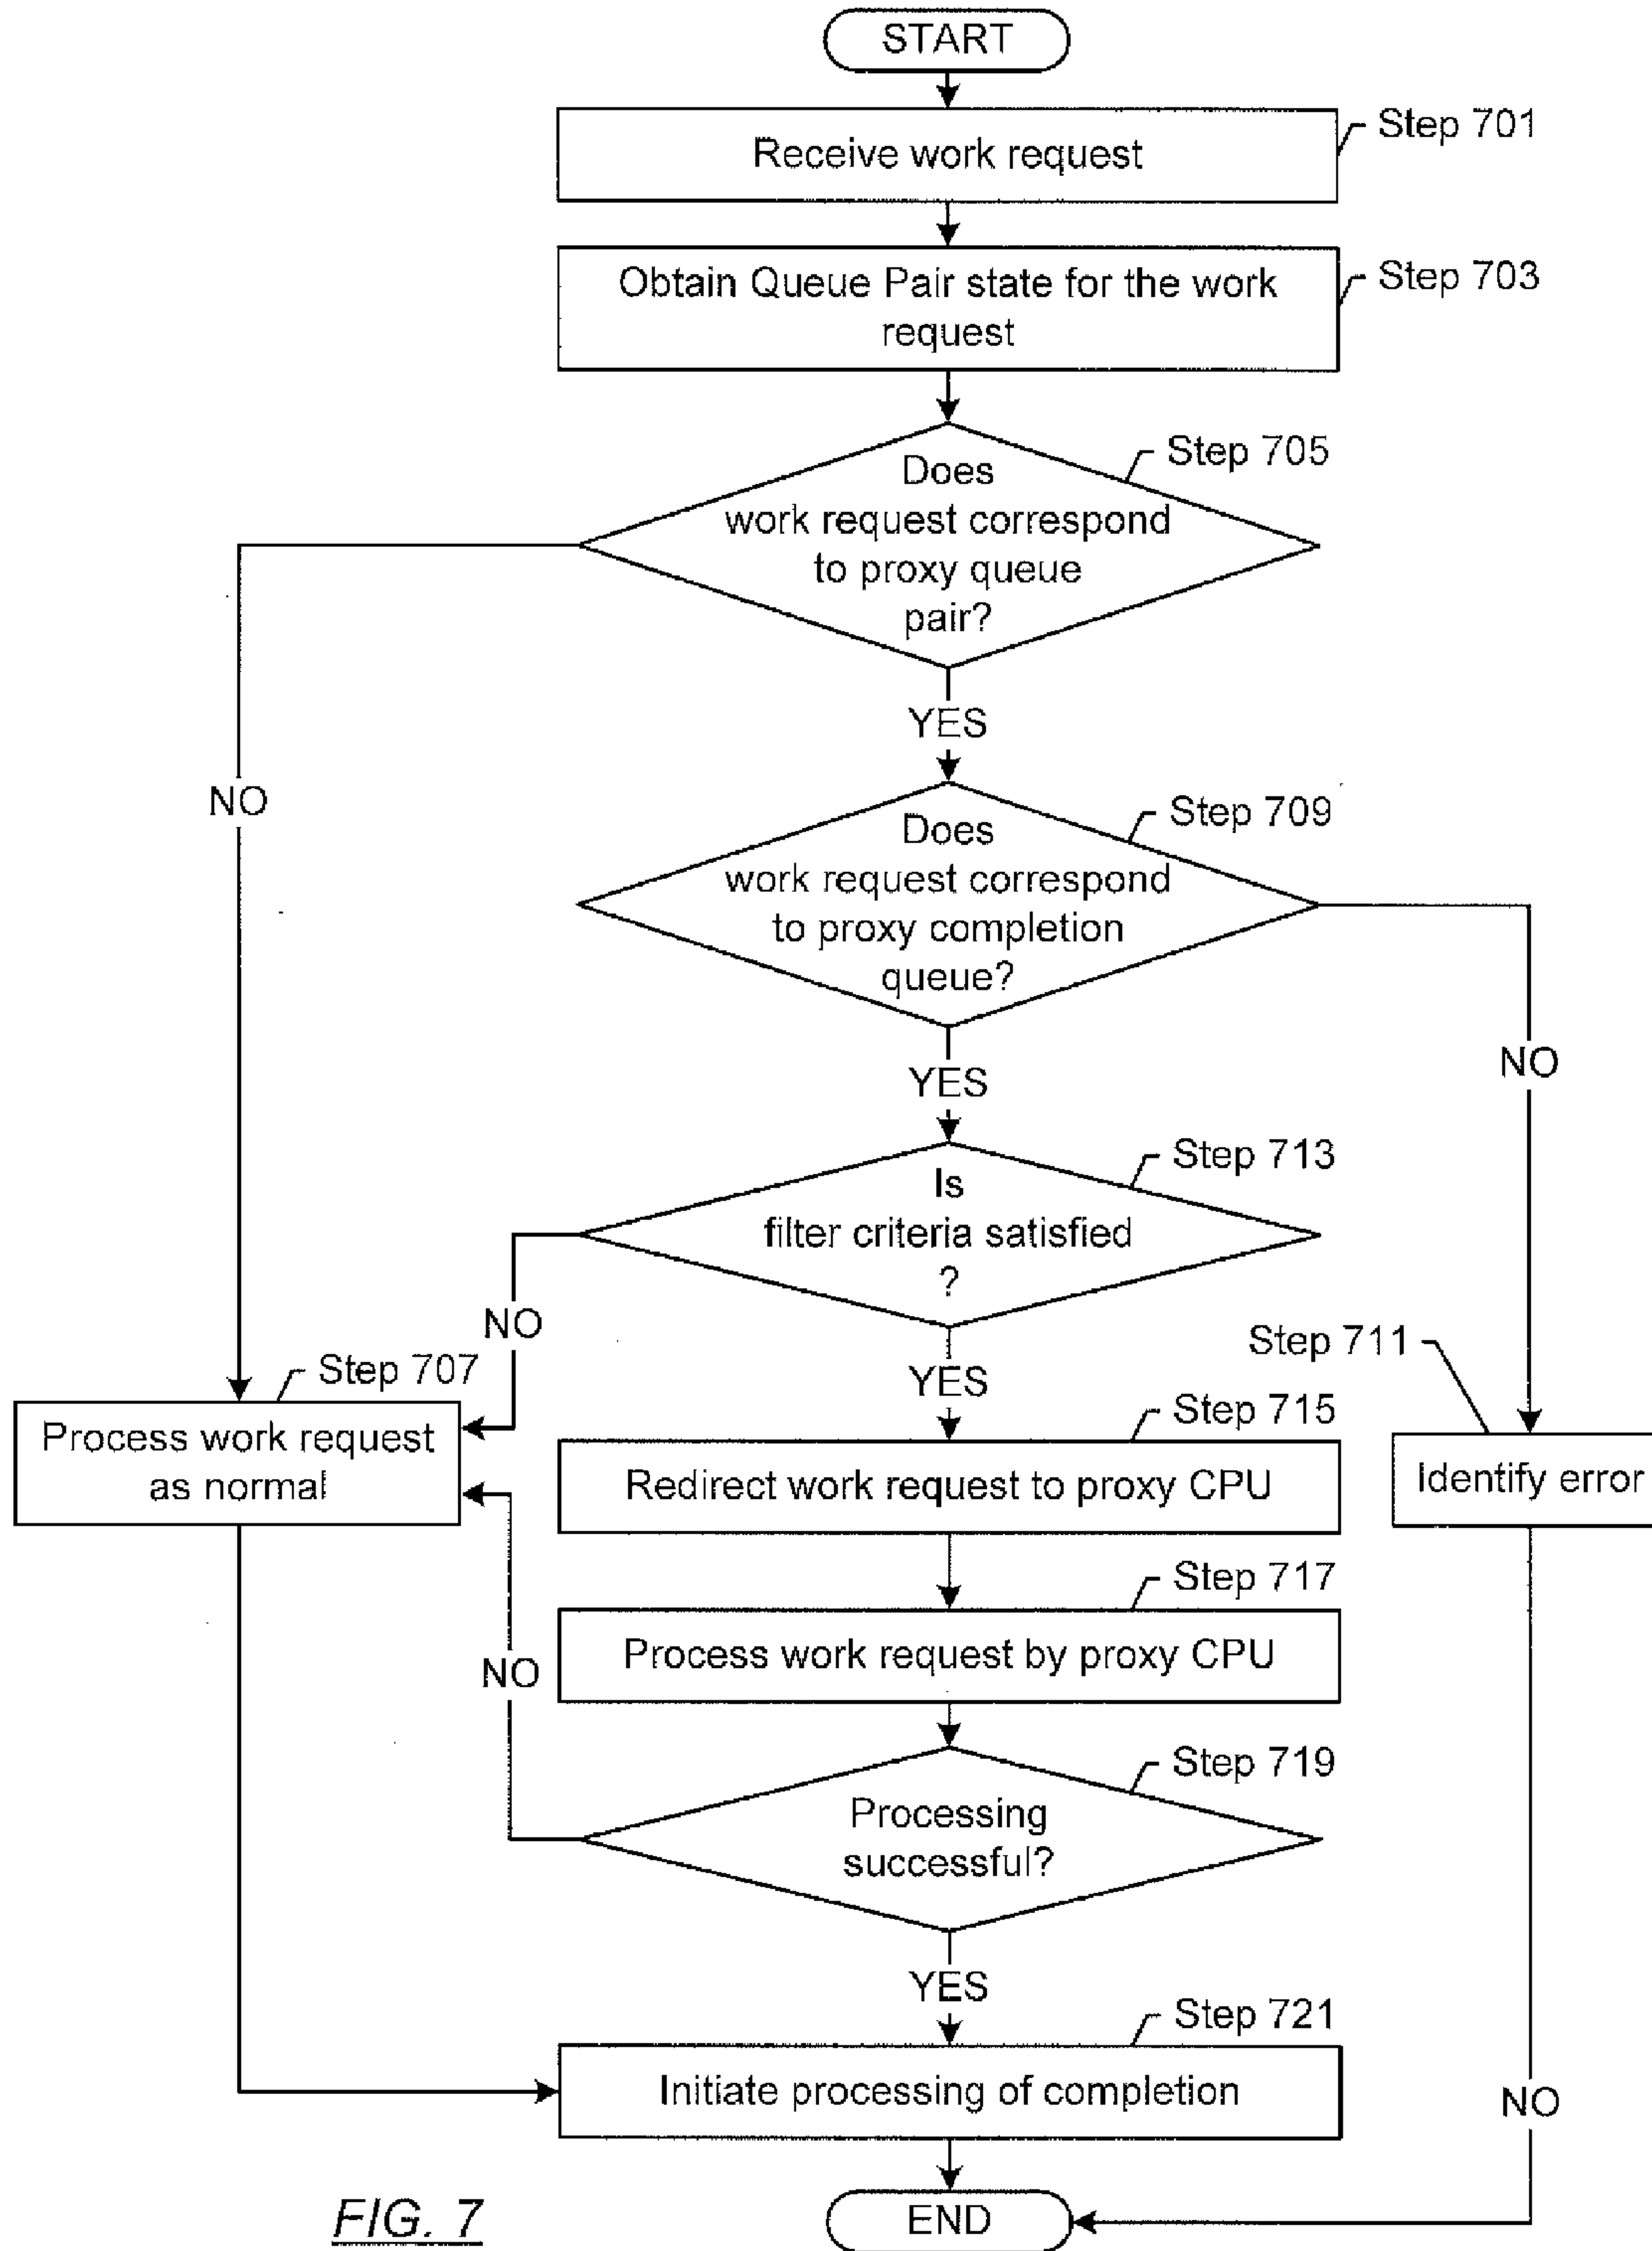 START
Step 701
Receive work request
Step 703
Obtain Queue Pair state for the work
request
Step 705
Does
work request correspond
to proxy queue
pair?
YES
NO
Step 709
Does
work request correspond
to proxy completion
queue?
YES
NO
Step 713
Is
filter criteria satisfied
?
NO
YES
Step 711
Step 707
Process work request
as normal
Step 715
Redirect work request to proxy CPU
Identify error
Step 717
Process work request by proxy CPU
NO
Step 719
Processing
successful?
YES
Step 721
Initiate processing of completion
NO
END
FIG. 7